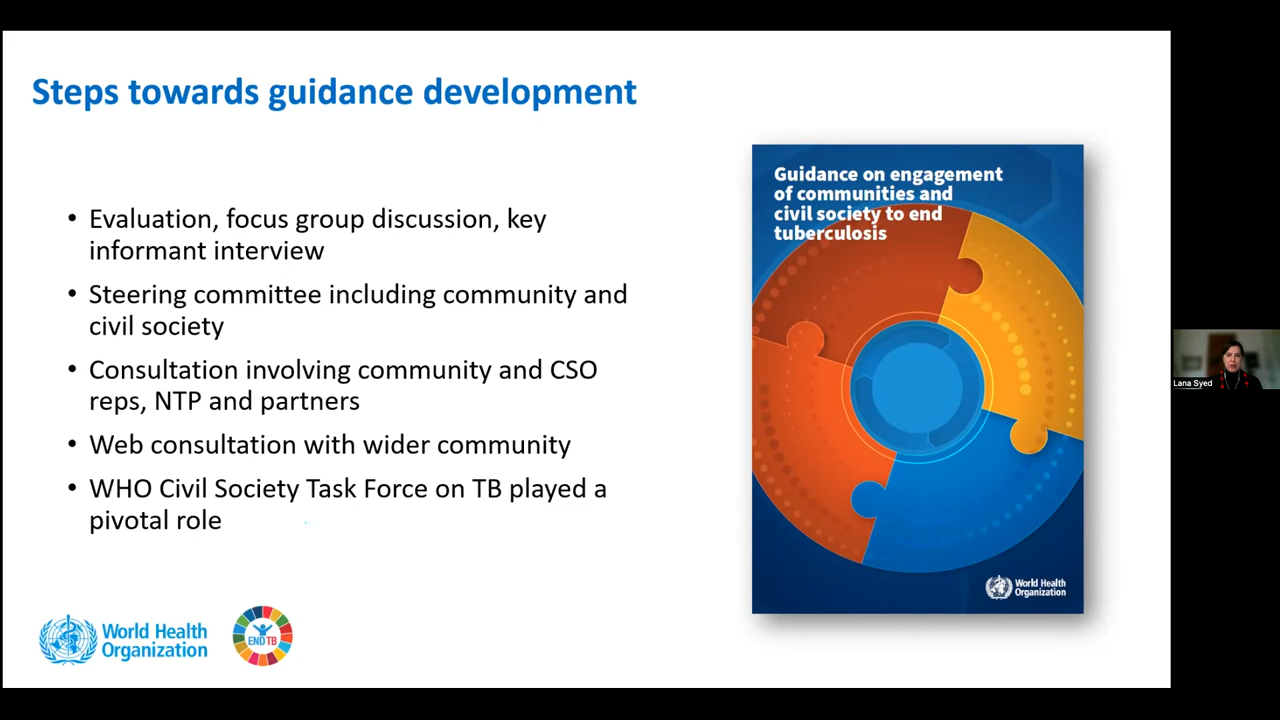 Steps towards guidance development
• Evaluation, focus group discussion, key
informant interview
• Steering committee including community and
civil society
• Consultation involving community and CSO
reps, NTP and partners
• Web consultation with wider community
• WHO Civil Society Task Force on TB played a
pivotal role
Guidance on engagement
of communities and
civil society to end
tuberculosis
World Health
Organization
World Health
Organization
END TB
Lana Syed